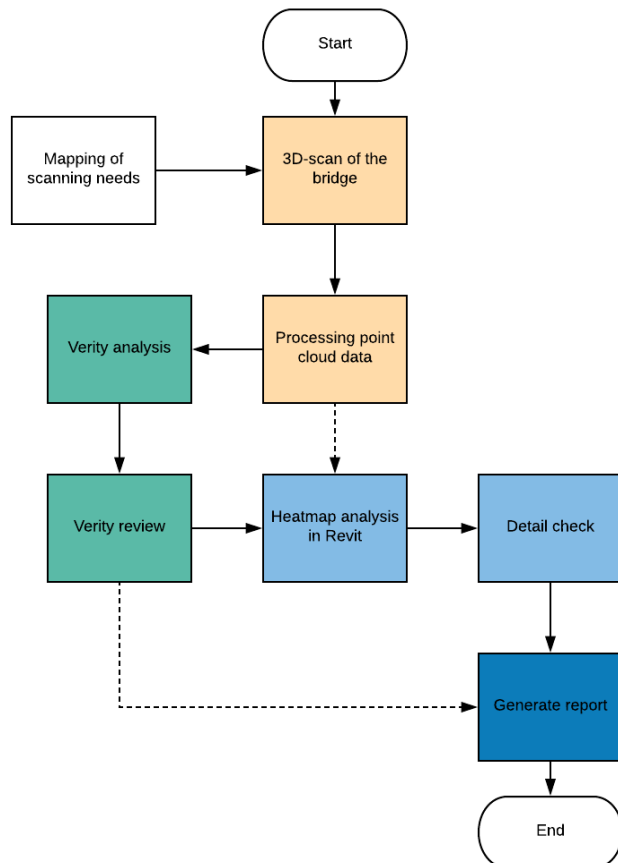 Start
Mapping of
scanning needs
3D-scan of the
bridge
Verity analysis
Processing point
cloud data
Verity review
Heatmap analysis
in Revit
Detail check
Generate report
End